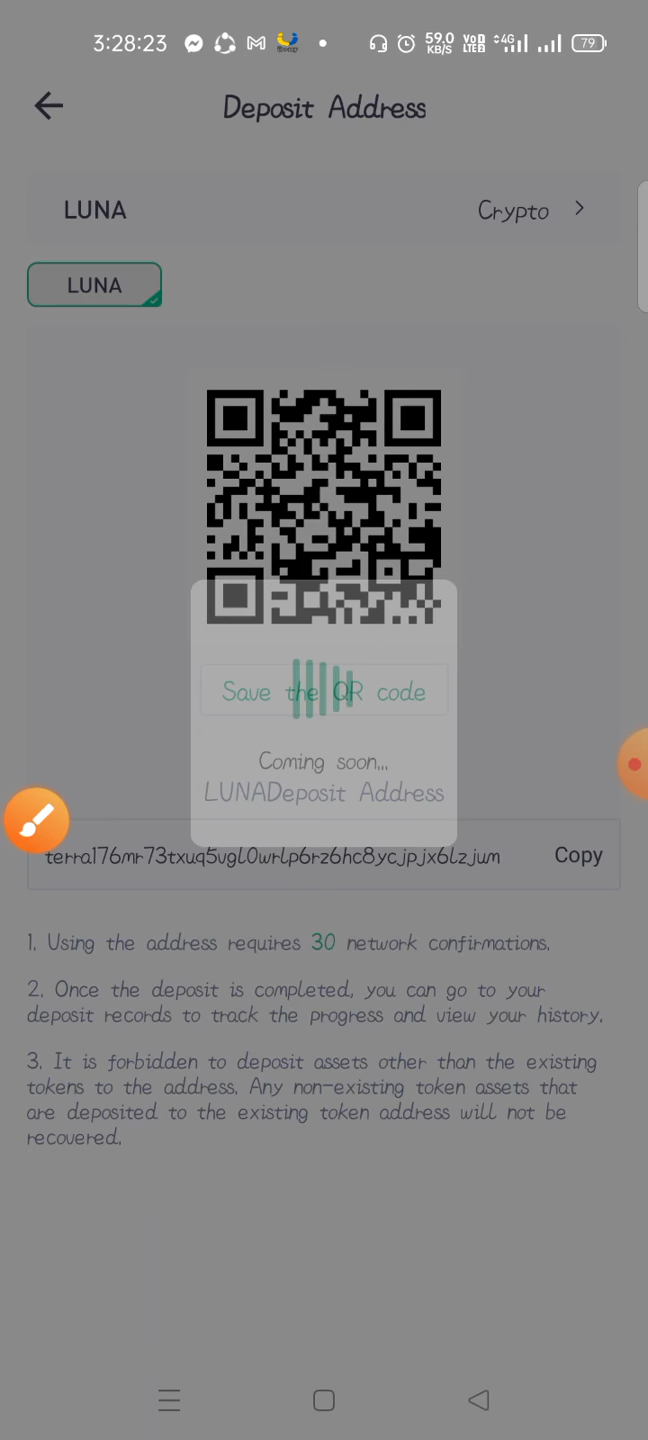 3:28:23 59.0 KB/S VoD LTE2 4G 79
Deposit Address
LUNA Crypto
LUNA
Save the QR code
Coming soon...
LUNADeposit Address
terra176mr73txuq5vgl0wrlp6rz6hc8ycjpjx6lzjum Copy
1. Using the address requires 30 network confirmations.
2. Once the deposit is completed, you can go to your
deposit records to track the progress and view your history.
3. It is forbidden to deposit assets other than the existing
tokens to the address. Any non-existing token assets that
are deposited to the existing token address will not be
recovered.